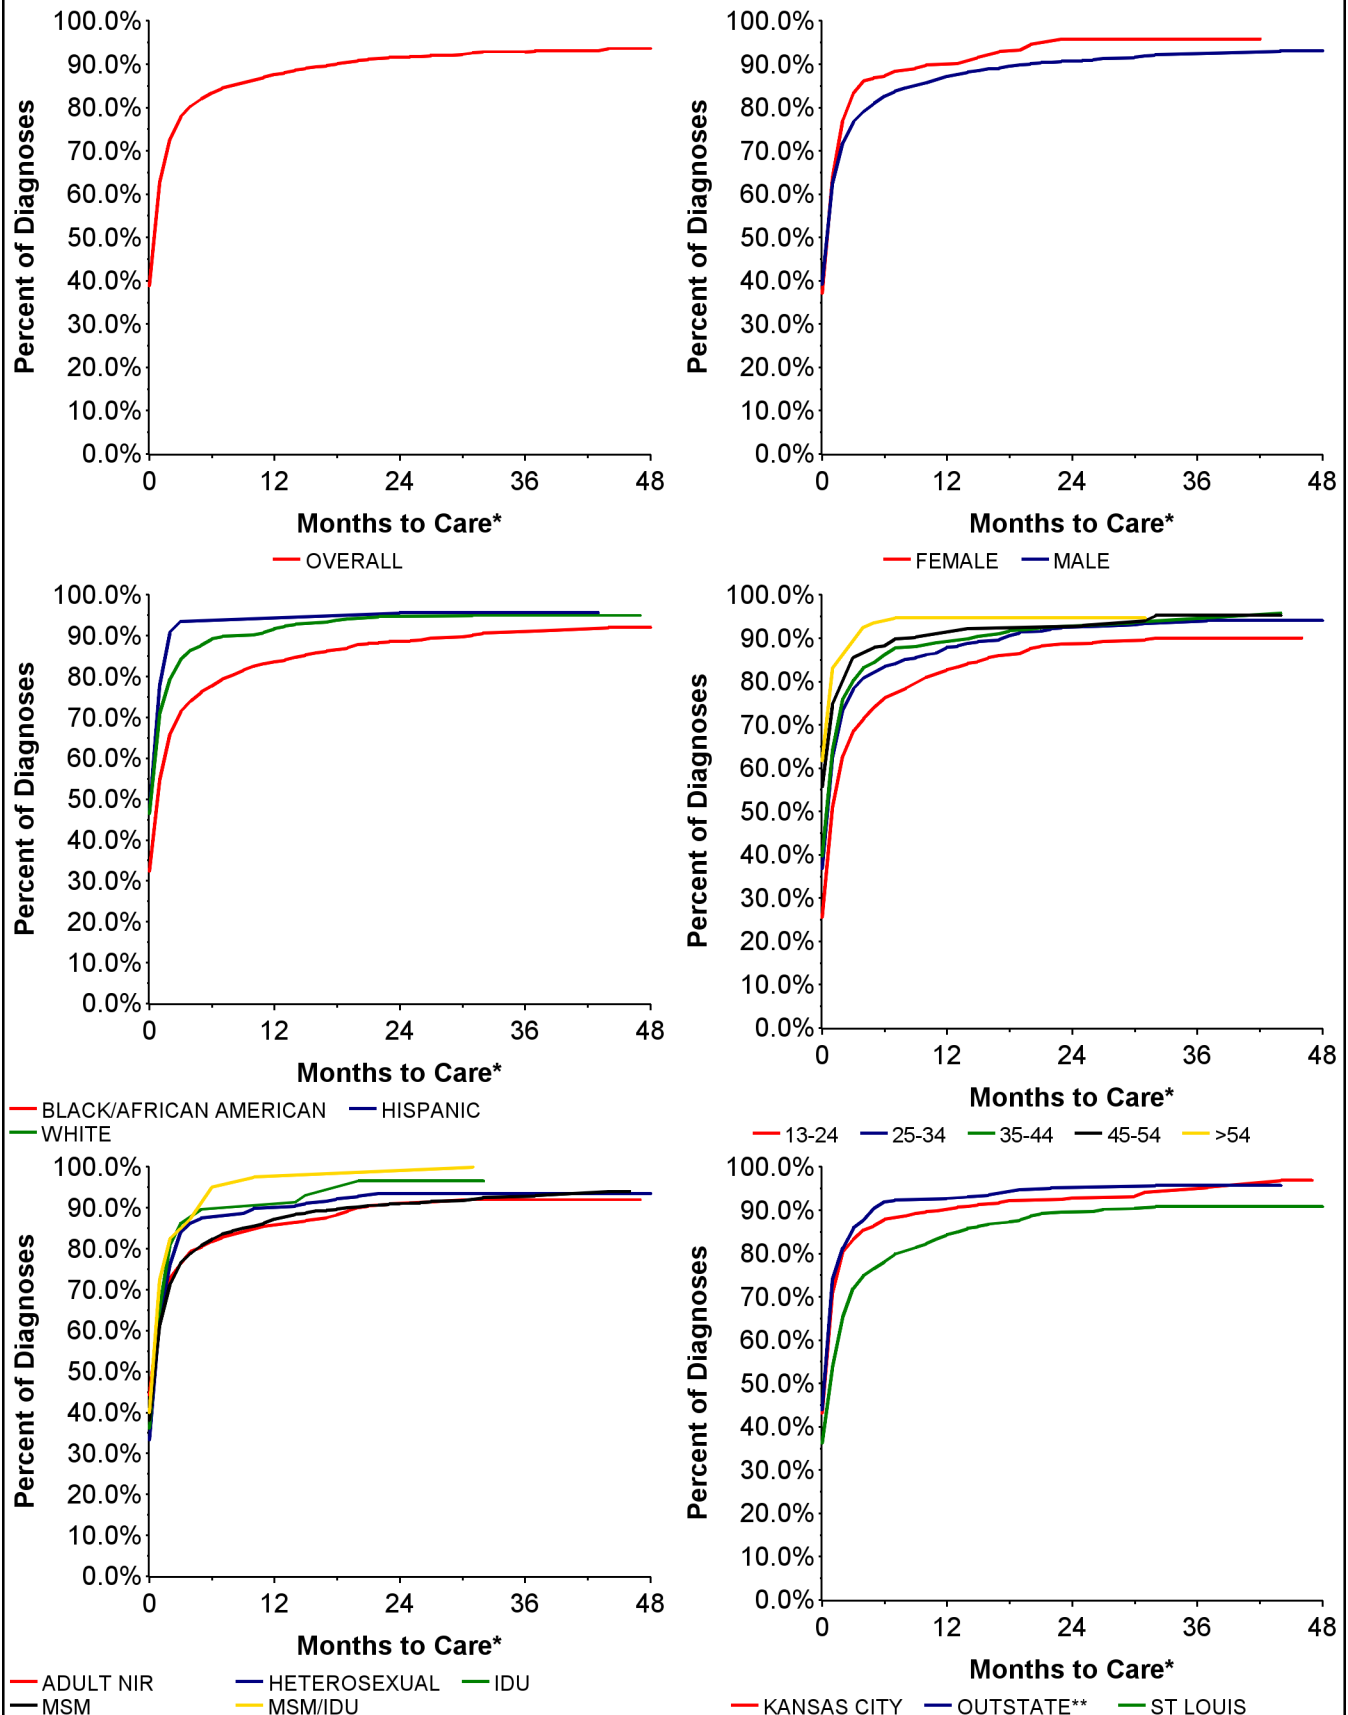 100.0%
90.0%
80.0%
70.0%
60.0%
50.0%
40.0%
30.0%
20.0%
10.0%
0.0%
Percent of Diagnoses
0 12 24 36 48
Months to Care*
OVERALL
100.0%
90.0%
80.0%
70.0%
60.0%
50.0%
40.0%
30.0%
20.0%
10.0%
0.0%
Percent of Diagnoses
0 12 24 36 48
Months to Care*
FEMALE MALE
100.0%
90.0%
80.0%
70.0%
60.0%
50.0%
40.0%
30.0%
20.0%
10.0%
0.0%
Percent of Diagnoses
0 12 24 36 48
Months to Care*
BLACK/AFRICAN AMERICAN HISPANIC
WHITE
100.0%
90.0%
80.0%
70.0%
60.0%
50.0%
40.0%
30.0%
20.0%
10.0%
0.0%
Percent of Diagnoses
0 12 24 36 48
Months to Care*
13-24 25-34 35-44 45-54 >54
100.0%
90.0%
80.0%
70.0%
60.0%
50.0%
40.0%
30.0%
20.0%
10.0%
0.0%
Percent of Diagnoses
0 12 24 36 48
Months to Care*
ADULT NIR HETEROSEXUAL IDU
MSM MSM/IDU
100.0%
90.0%
80.0%
70.0%
60.0%
50.0%
40.0%
30.0%
20.0%
10.0%
0.0%
Percent of Diagnoses
0 12 24 36 48
Months to Care*
KANSAS CITY OUTSTATE** ST LOUIS